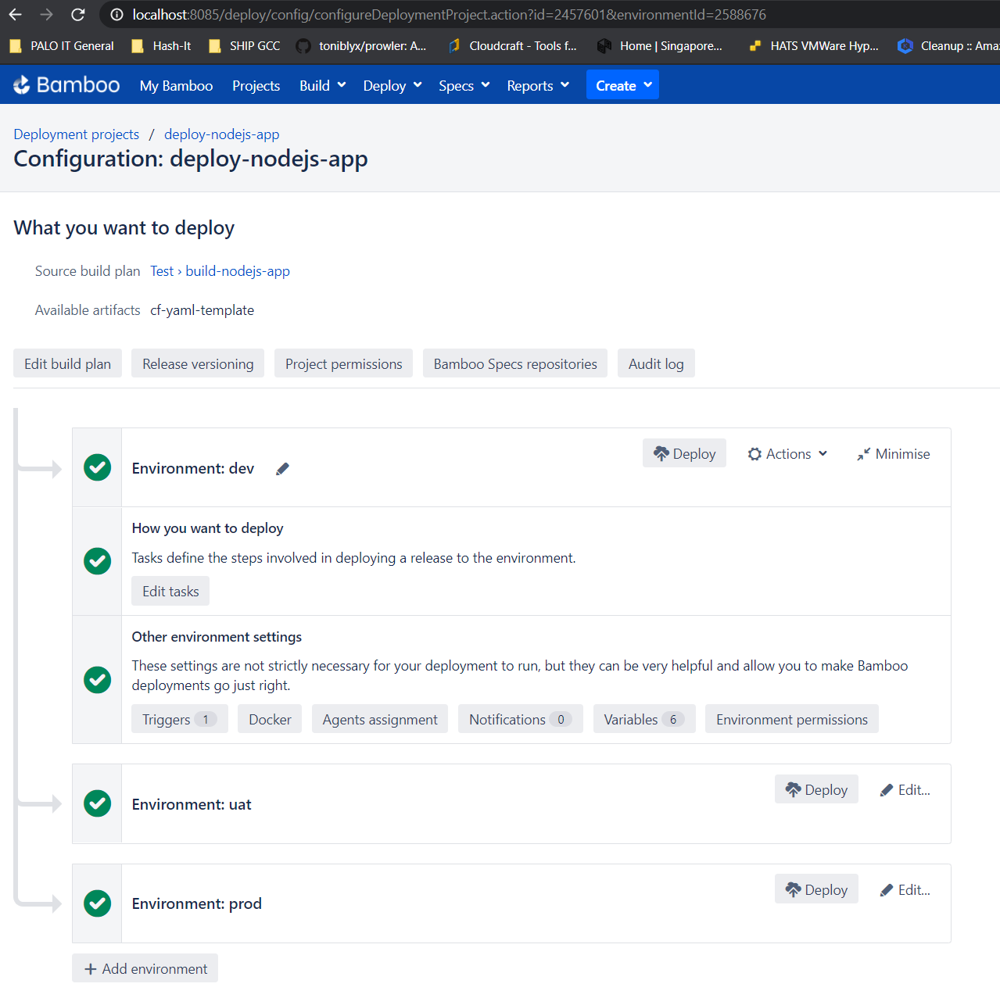 localhost:8085/deploy/config/configureDeploymentProject.action?id=2457601&environmentId=2588676
PALO IT General Hash-It SHIP GCC toniblyx/prowler: A... Cloudcraft - Tools f... Home | Singapore... HATS VMWare Hyp... Cleanup :: Ama
Bamboo My Bamboo Projects Build Deploy Specs Reports Create
Deployment projects / deploy-nodejs-app
Configuration: deploy-nodejs-app
What you want to deploy
Source build plan Test › build-nodejs-app
Available artifacts cf-yaml-template
Edit build plan Release versioning Project permissions Bamboo Specs repositories Audit log
Environment: dev Deploy Actions Minimise
How you want to deploy
Tasks define the steps involved in deploying a release to the environment.
Edit tasks
Other environment settings
These settings are not strictly necessary for your deployment to run, but they can be very helpful and allow you to make Bamboo
deployments go just right.
Triggers 1 Docker Agents assignment Notifications 0 Variables 6 Environment permissions
Environment: uat Deploy Edit...
Environment: prod Deploy Edit...
+ Add environment